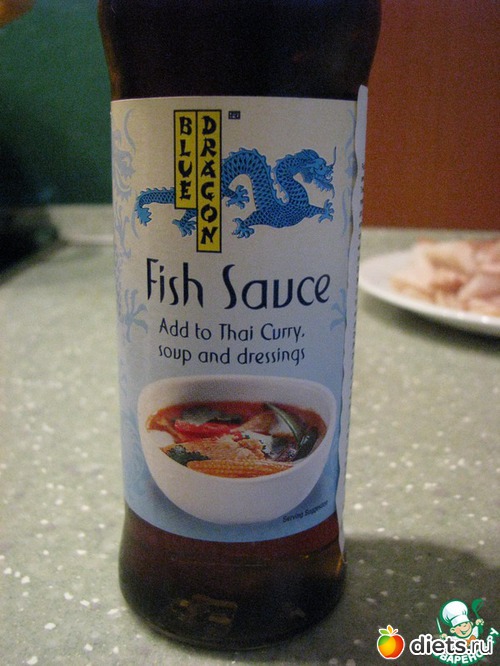 BLUE
DRAGON
Fish Sauce
Add to Thai Curry,
soup and dressings
Serving Suggestion
diets.ru